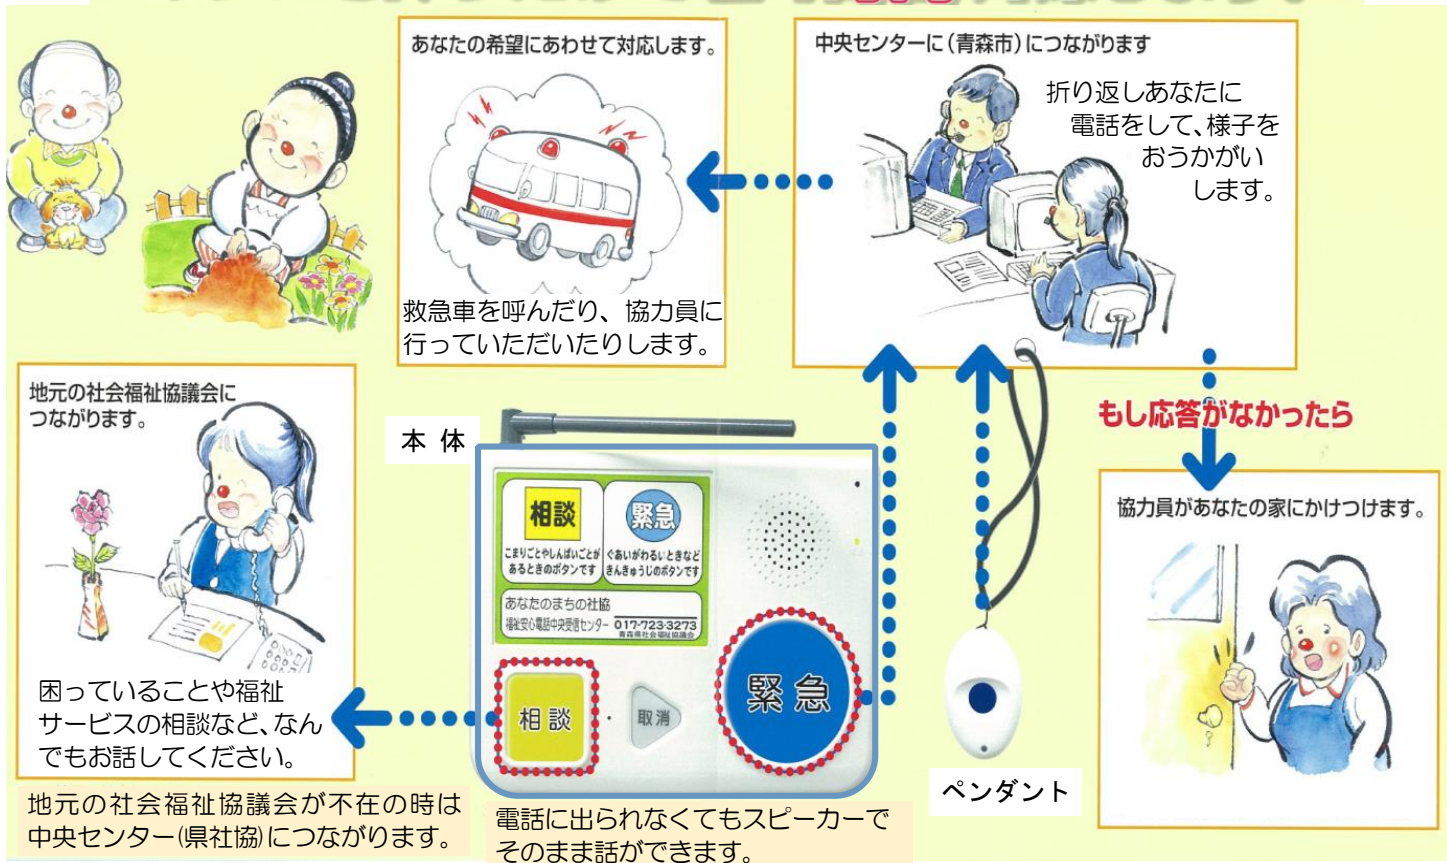 あなたの希望にあわせて対応します。
救急車を呼んだり、協力員に
行っていただいたりします。
中央センターに(青森市)につながります
折り返しあなたに
電話をして、様子を
おうかがい
します。
もし応答がなかったら
協力員があなたの家にかけつけます。
地元の社会福祉協議会に
つながります。
困っていることや福祉
サービスの相談など、なん
でもお話してください。
地元の社会福祉協議会が不在の時は
中央センター(県社協)につながります。
本 体
相談
こまりごとやしんぱいごとが
あるときのボタンです
緊急
ぐあいがわるいときなど
きんきゅうじのボタンです
あなたのまちの社協
福祉安心電話中央受信センター 017-723-3273
青森県社会福祉協議会
相 談
取消
緊 急
ペンダント
電話に出られなくてもスピーカーで
そのまま話ができます。